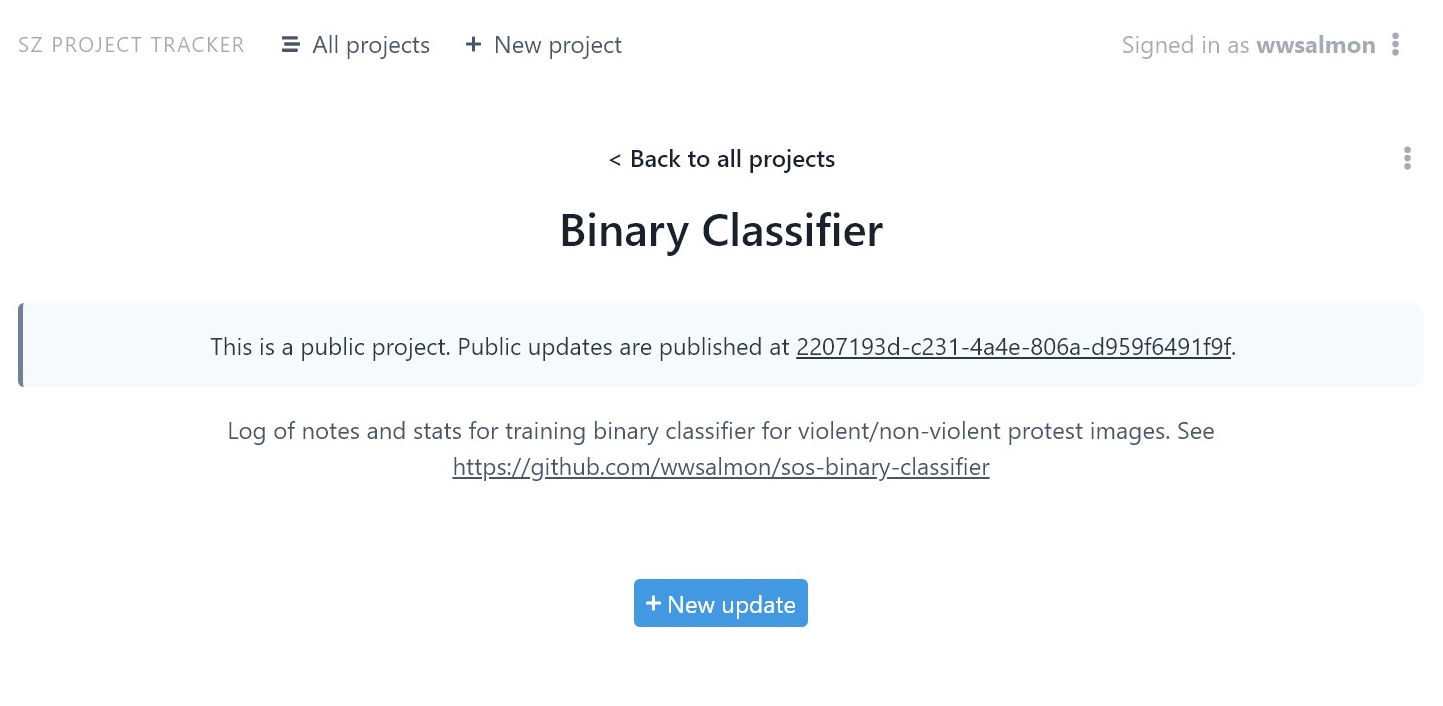 SZ PROJECT TRACKER All projects + New project Signed in as wwsalmon
< Back to all projects
Binary Classifier
This is a public project. Public updates are published at 2207193d-c231-4a4e-806a-d959f6491f9f.
Log of notes and stats for training binary classifier for violent/non-violent protest images. See
https://github.com/wwsalmon/sos-binary-classifier
+ New update